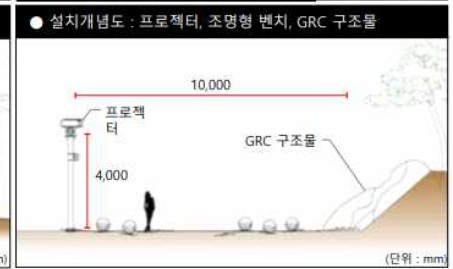 ● 설치개념도 : 프로젝터, 조명형 벤치, GRC 구조물
10,000
프로젝
터
GRC 구조물
4,000
(단위 : mm)